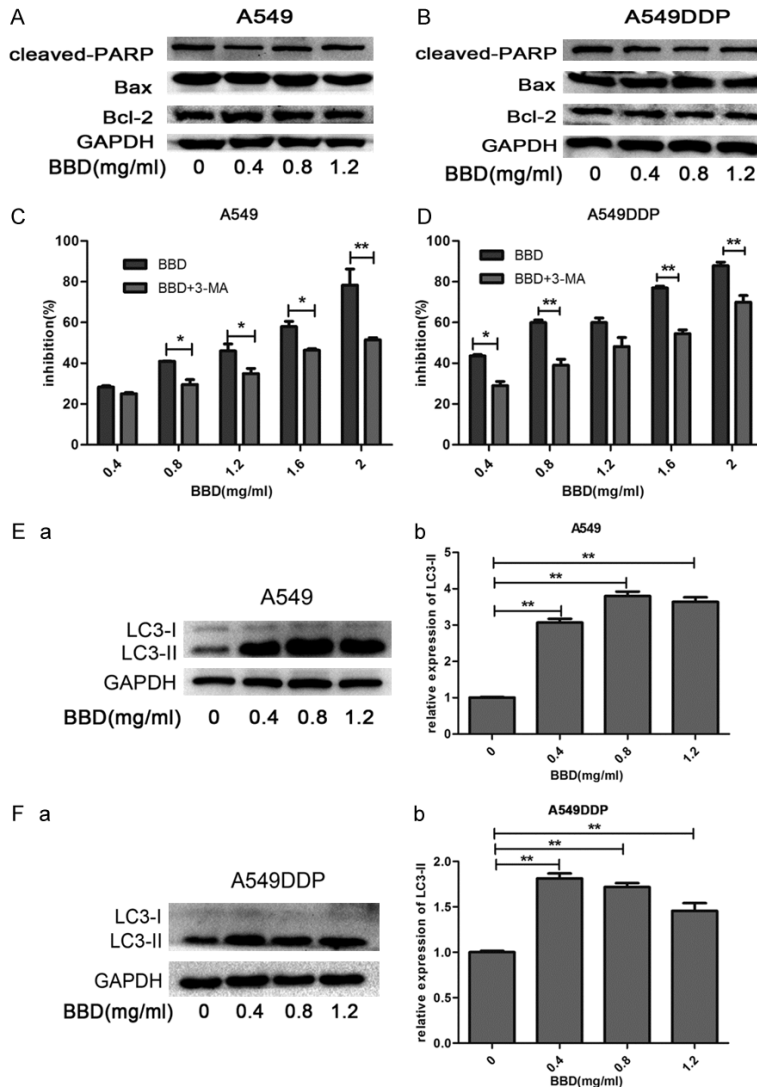 A A549
cleaved-PARP
Bax
Bcl-2
GAPDH
BBD(mg/ml) 0 0.4 0.8 1.2
B A549DDP
cleaved-PARP
Bax
Bcl-2
GAPDH
BBD(mg/ml) 0 0.4 0.8 1.2
C A549
100
80
60
40
20
0
inhibition(%)
BBD
BBD+3-MA
* * * **
0.4 0.8 1.2 1.6 2
BBD(mg/ml)
D A549DDP
100
80
60
40
20
0
inhibition(%)
BBD
BBD+3-MA
* ** ** **
0.4 0.8 1.2 1.6 2
BBD(mg/ml)
E a
A549
LC3-I
LC3-II
GAPDH
BBD(mg/ml) 0 0.4 0.8 1.2
b A549
5
4
3
2
1
0
relative expression of LC3-II
**
**
**
0 0.4 0.8 1.2
BBD(mg/ml)
F a
A549DDP
LC3-I
LC3-II
GAPDH
BBD(mg/ml) 0 0.4 0.8 1.2
b A549DDP
2.0
1.5
1.0
0.5
0.0
relative expression of LC3-II
**
**
**
0 0.4 0.8 1.2
BBD(mg/ml)